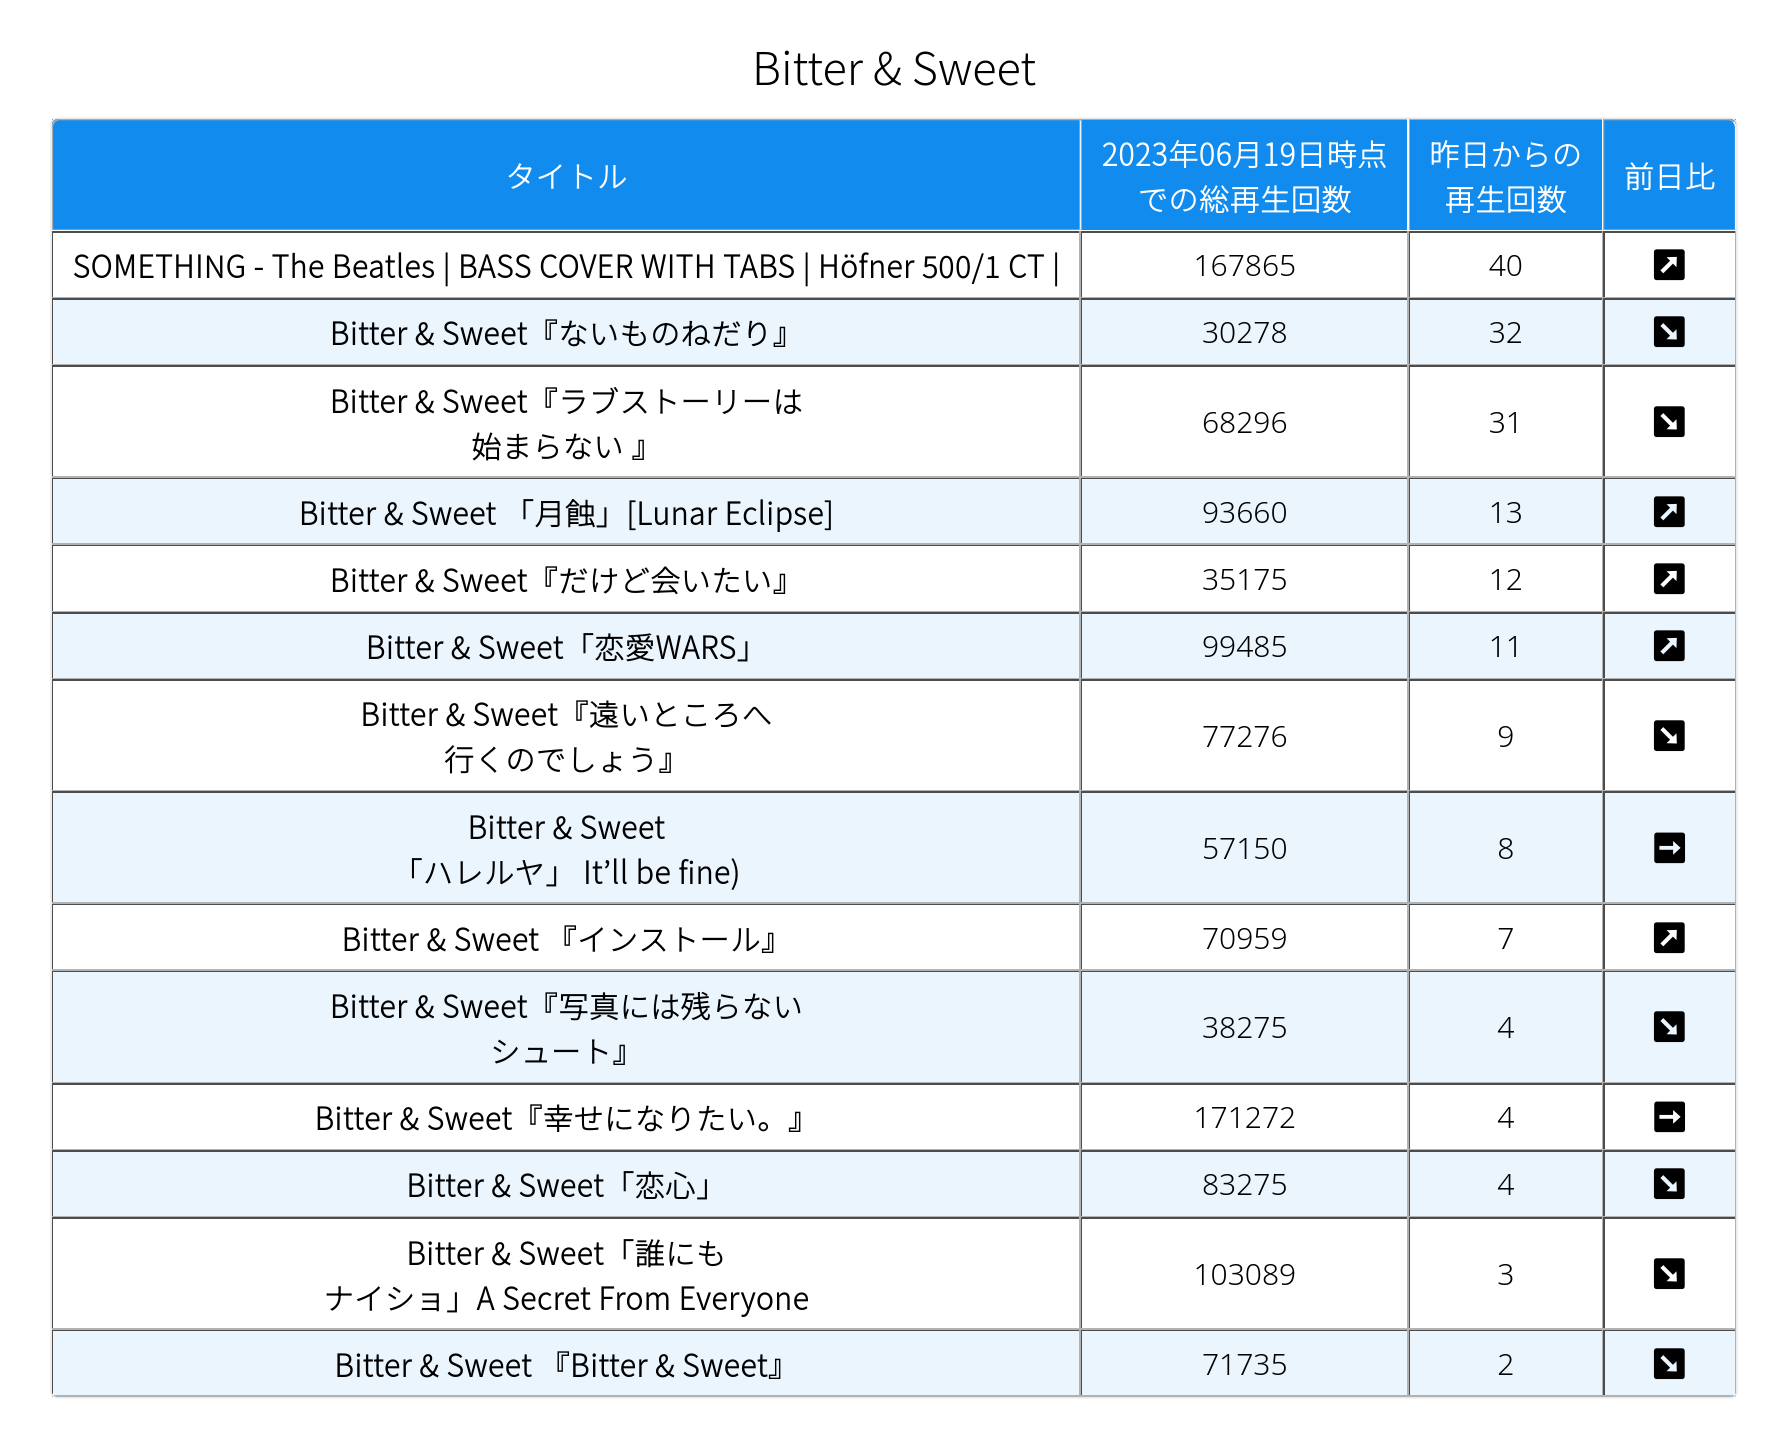 Bitter & Sweet
タイトル
2023年06月19日時点
での総再生回数
昨日からの
再生回数
前日比
SOMETHING - The Beatles | BASS COVER WITH TABS | Höfner 500/1 CT |
167865
40
Bitter & Sweet『ないものねだり』
30278
32
Bitter & Sweet『ラブストーリーは
始まらない 』
68296
31
Bitter & Sweet 「月蝕」[Lunar Eclipse]
93660
13
Bitter & Sweet『だけど会いたい』
35175
12
Bitter & Sweet「恋愛WARS」
99485
11
Bitter & Sweet『遠いところへ
行くのでしょう』
77276
9
Bitter & Sweet
「ハレルヤ」 It’ll be fine)
57150
8
Bitter & Sweet 『インストール』
70959
7
Bitter & Sweet『写真には残らない
シュート』
38275
4
Bitter & Sweet『幸せになりたい。』
171272
4
Bitter & Sweet「恋心」
83275
4
Bitter & Sweet「誰にも
ナイショ」A Secret From Everyone
103089
3
Bitter & Sweet 『Bitter & Sweet』
71735
2